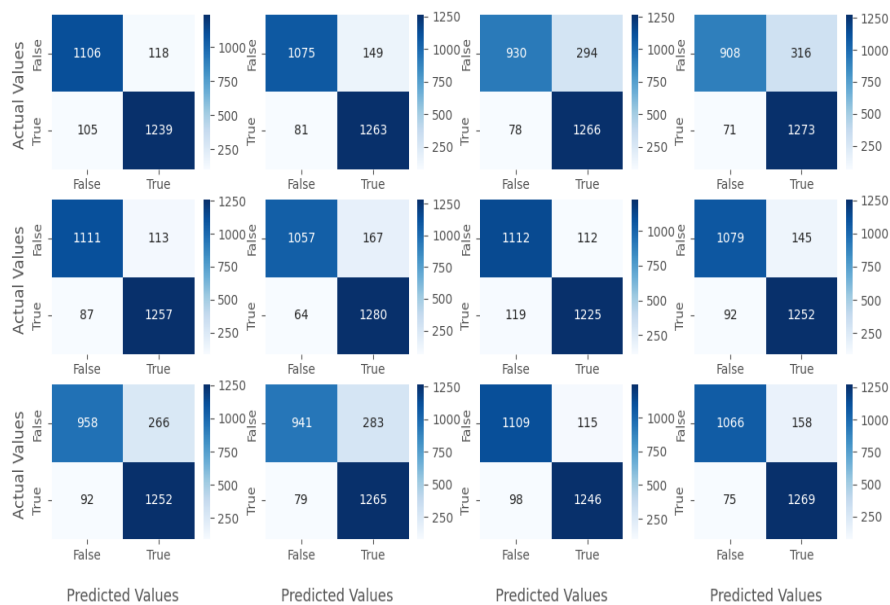 Actual Values False 1106 118 1000 False 1075 149 1250 1000 False 930 294 1250 1000 False 908 316 1250 1000
750 750 750
500 500 500 500
True 105 1239 250 True 81 1263 250 True 78 1266 250 True 71 1273 250
False True False True False True False True
Actual Values False 1111 113 1250 1000 False 1057 167 1250 1000 False 1112 112 1000 False 1079 145 1250 1000
750 750 750 750
500 500 500 500
True 87 1257 250 True 64 1280 250 True 119 1225 250 True 92 1252 250
False True False True False True False True
Actual Values False 958 266 1250 1000 False 941 283 1250 1000 False 1109 115 1000 False 1066 158 1250 1000
750 750 750 750
500 500 500 500
True 92 1252 250 True 79 1265 250 True 98 1246 250 True 75 1269 250
False True False True False True False True
Predicted Values Predicted Values Predicted Values Predicted Values